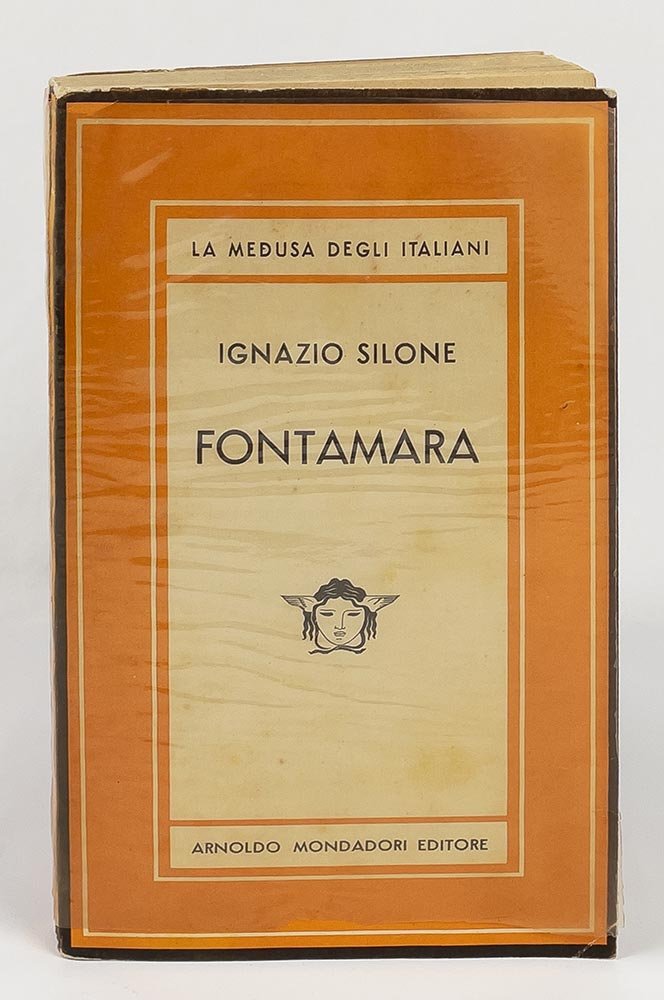 LA MEDUSA DEGLI ITALIANI
IGNAZIO SILONE
FONTAMARA
ARNOLDO MONDADORI EDITORE